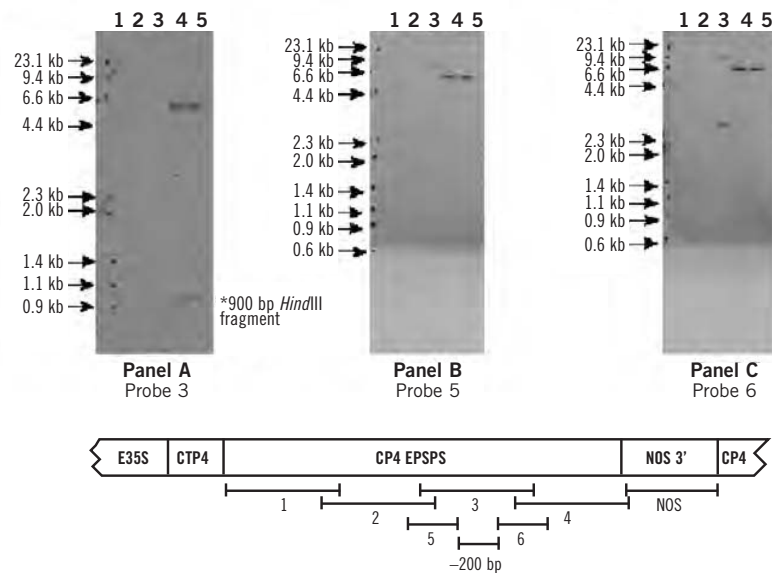 1 2 3 4 5
23.1 kb
9.4 kb
6.6 kb
4.4 kb
2.3 kb
2.0 kb
1.4 kb
1.1 kb
0.9 kb
*900 bp HindIII
fragment
Panel A
Probe 3
1 2 3 4 5
23.1 kb
9.4 kb
6.6 kb
4.4 kb
2.3 kb
2.0 kb
1.4 kb
1.1 kb
0.9 kb
0.6 kb
Panel B
Probe 5
1 2 3 4 5
23.1 kb
9.4 kb
6.6 kb
4.4 kb
2.3 kb
2.0 kb
1.4 kb
1.1 kb
0.9 kb
0.6 kb
Panel C
Probe 6
E35S CTP4 CP4 EPSPS NOS 3' CP4
1 3 NOS
2 4
5 6
–200 bp